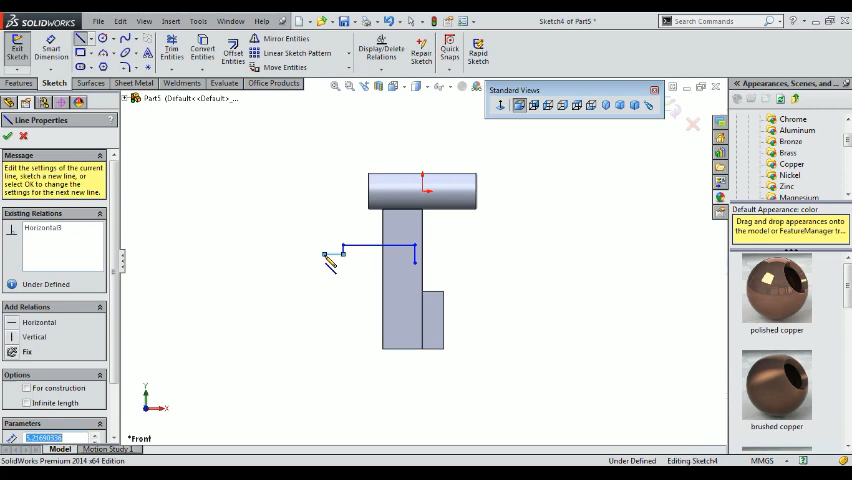 SOLIDWORKS
File Edit View Insert Tools Window Help
Sketch4 of Part5 *
Search Commands
Exit Sketch
Smart Dimension
Trim Entities
Convert Entities
Offset Entities
Mirror Entities
Linear Sketch Pattern
Move Entities
Display/Delete Relations
Repair Sketch
Quick Snaps
Rapid Sketch
Features Sketch Surfaces Sheet Metal Weldments Evaluate Office Products
Part5 (Default<<Default>_...
Standard Views
Appearances, Scenes, and...
Line Properties
Message
Edit the settings of the current line, sketch a new line, or select OK to change the settings for the next new line.
Existing Relations
Horizontal3
Under Defined
Add Relations
Horizontal
Vertical
Fix
Options
For construction
Infinite length
Parameters
5.21690336
Y
X
*Front
Chrome
Aluminum
Bronze
Brass
Copper
Nickel
Zinc
Magnesium
Default Appearance: color
Drag and drop appearances onto the model or FeatureManager tr...
polished copper
brushed copper
Model Motion Study 1
SolidWorks Premium 2014 x64 Edition
Under Defined Editing Sketch4 MMGS